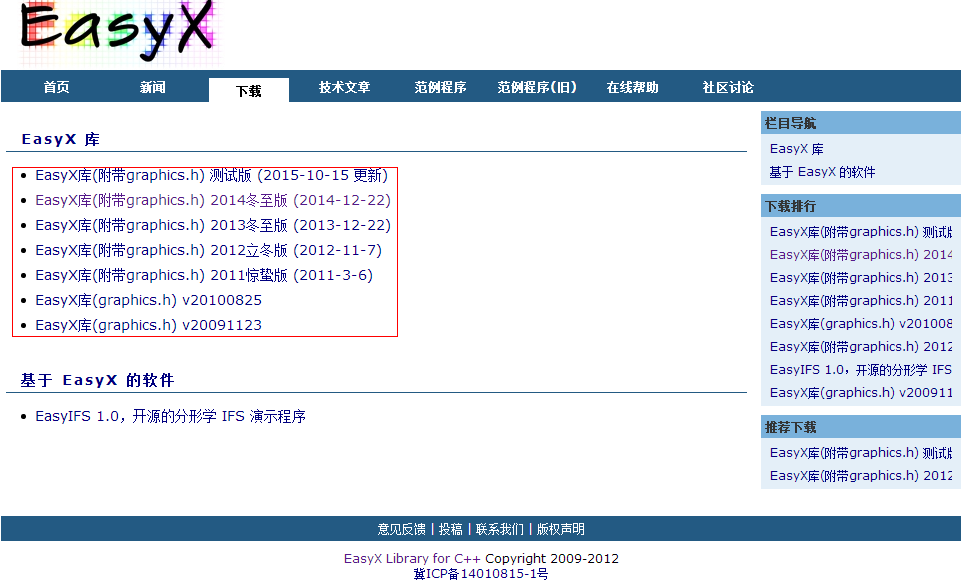 EasyX
首页 新闻 下载 技术文章 范例程序 范例程序(旧) 在线帮助 社区讨论
EasyX 库
EasyX库(附带graphics.h) 测试版 (2015-10-15 更新)
EasyX库(附带graphics.h) 2014冬至版 (2014-12-22)
EasyX库(附带graphics.h) 2013冬至版 (2013-12-22)
EasyX库(附带graphics.h) 2012立冬版 (2012-11-7)
EasyX库(附带graphics.h) 2011惊蛰版 (2011-3-6)
EasyX库(graphics.h) v20100825
EasyX库(graphics.h) v20091123
基于 EasyX 的软件
EasyIFS 1.0，开源的分形学 IFS 演示程序
栏目导航
EasyX 库
基于 EasyX 的软件
下载排行
EasyX库(附带graphics.h) 测试版
EasyX库(附带graphics.h) 2014
EasyX库(附带graphics.h) 2013
EasyX库(附带graphics.h) 2011
EasyX库(graphics.h) v201008
EasyX库(附带graphics.h) 2012
EasyIFS 1.0，开源的分形学 IFS
EasyX库(graphics.h) v200911
推荐下载
EasyX库(附带graphics.h) 测试版
EasyX库(附带graphics.h) 2012
意见反馈 | 投稿 | 联系我们 | 版权声明
EasyX Library for C++ Copyright 2009-2012
冀ICP备14010815-1号